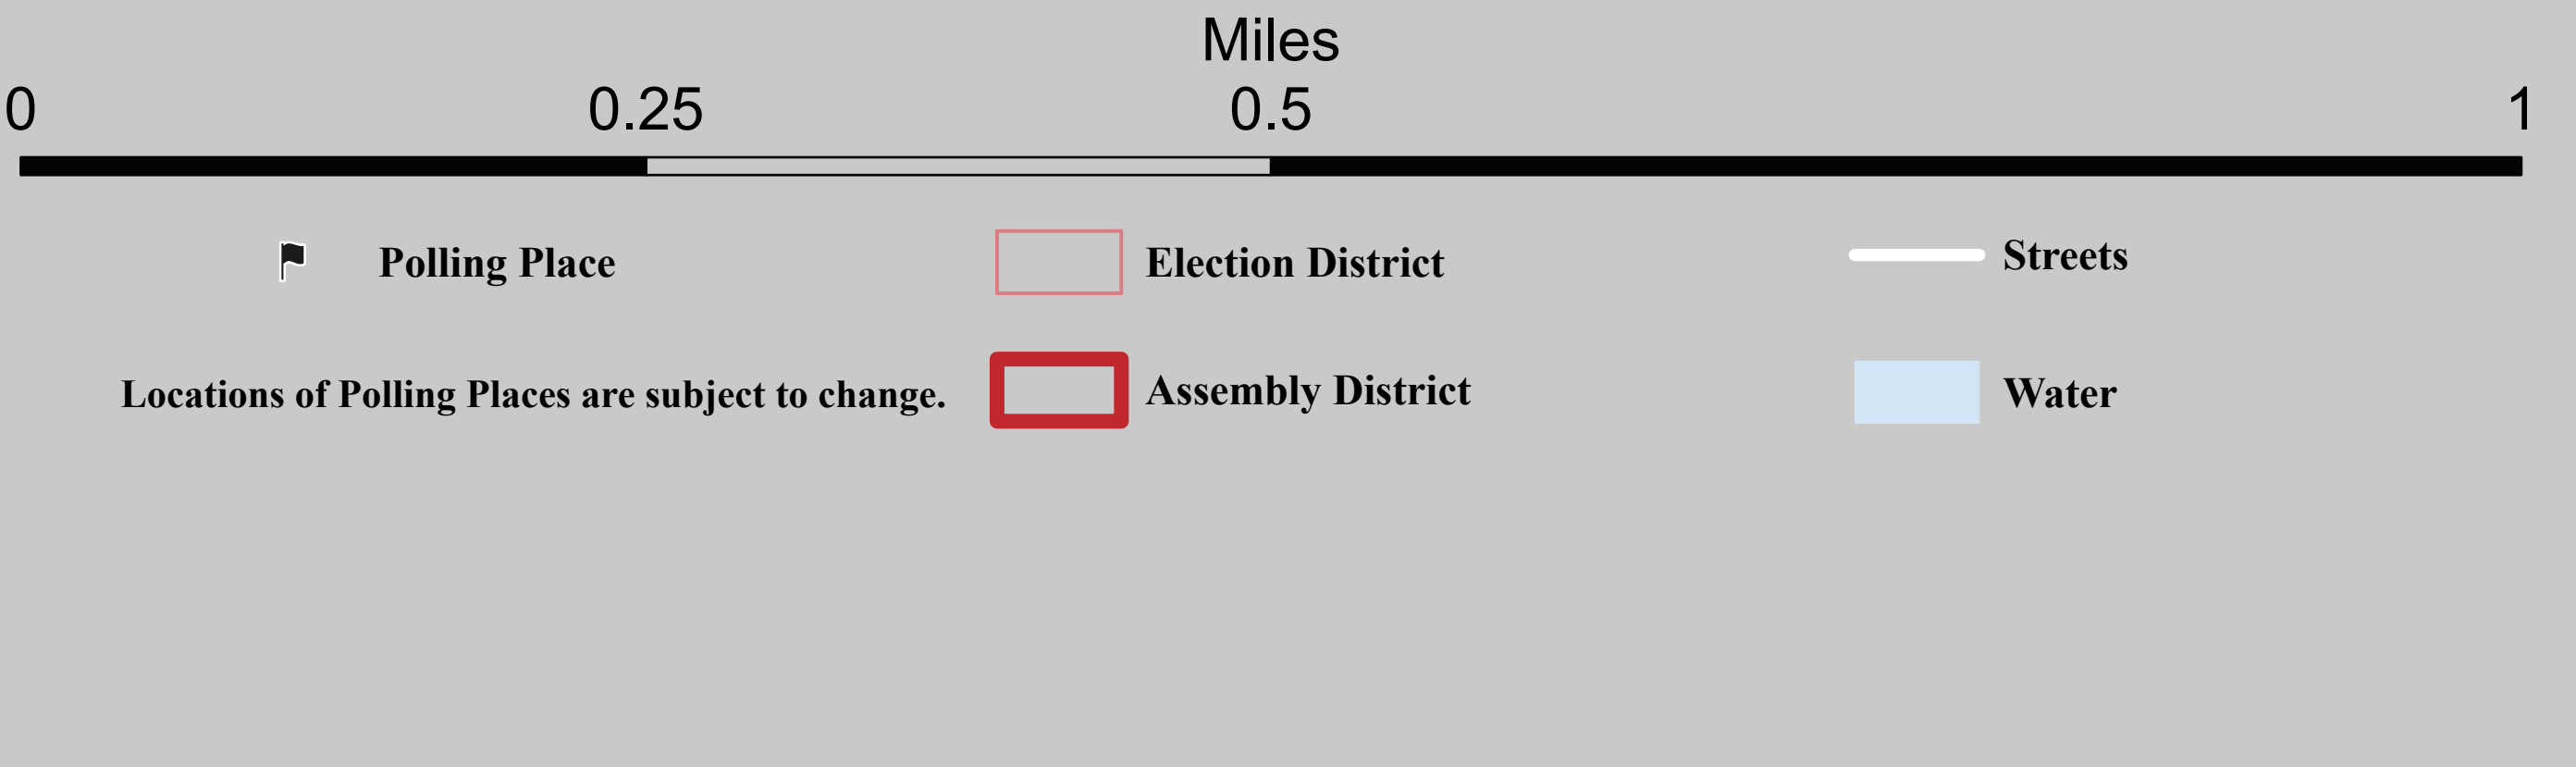 Miles
0 0.25 0.5 1
Polling Place
Election District
Streets
Locations of Polling Places are subject to change.
Assembly District
Water